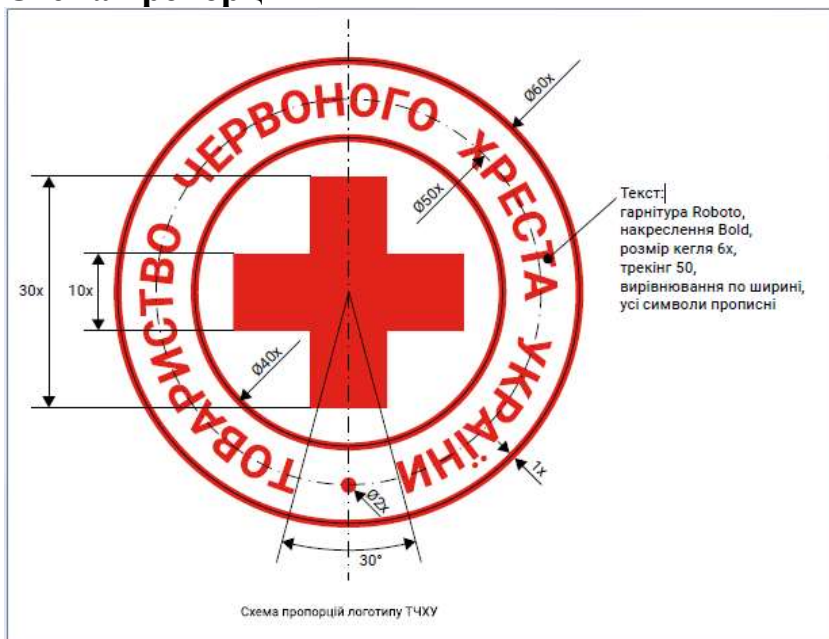 ТОВАРИСТВО ЧЕРВОНОГО ХРЕСТА УКРАЇНИ
Ø60x
Ø50x
Текст:
гарнітура Roboto,
накреслення Bold,
розмір кегля 6x,
трекінг 50,
вирівнювання по ширині,
усі символи прописні
30x
10x
Ø40x
1x
Ø2x
30°
Схема пропорцій логотипу ТЧХУ